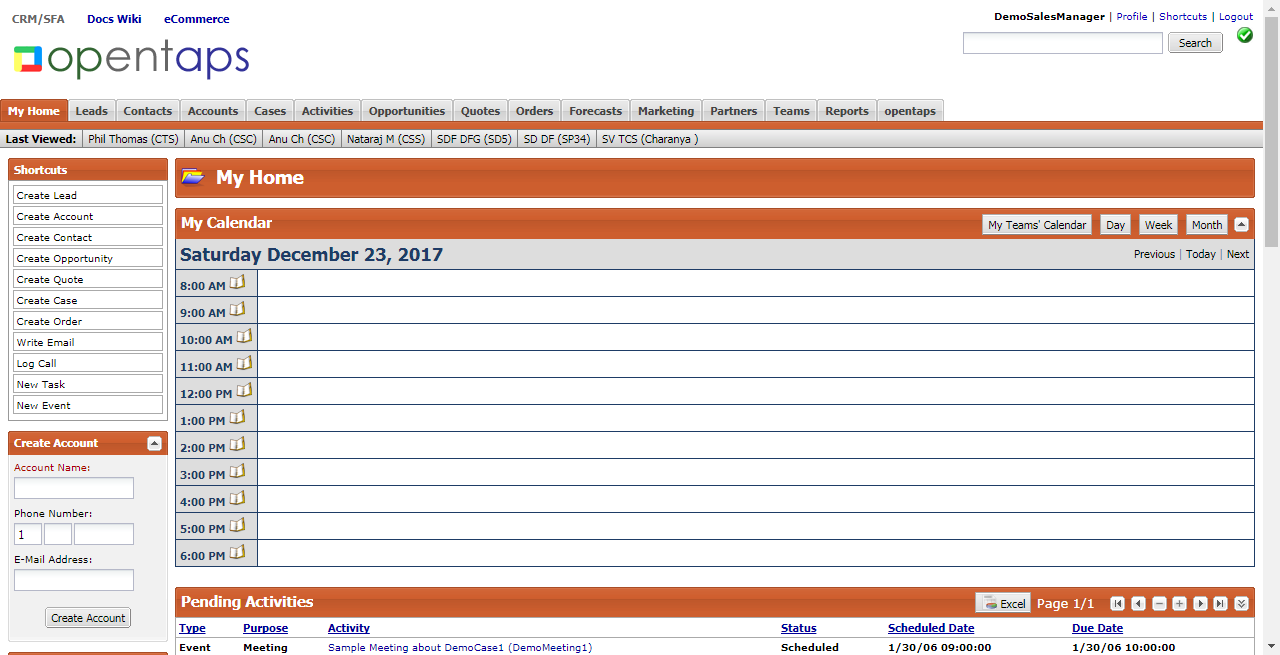 CRM/SFA Docs Wiki eCommerce
DemoSalesManager | Profile | Shortcuts | Logout
opentaps
Search
My Home Leads Contacts Accounts Cases Activities Opportunities Quotes Orders Forecasts Marketing Partners Teams Reports opentaps
Last Viewed: Phil Thomas (CTS) Anu Ch (CSC) Anu Ch (CSC) Nataraj M (CSS) SDF DFG (SD5) SD DF (SP34) SV TCS (Charanya )
Shortcuts
Create Lead
Create Account
Create Contact
Create Opportunity
Create Quote
Create Case
Create Order
Write Email
Log Call
New Task
New Event
Create Account
Account Name:
Phone Number:
1
E-Mail Address:
Create Account
My Home
My Calendar
My Teams' Calendar Day Week Month
Saturday December 23, 2017
Previous | Today | Next
8:00 AM
9:00 AM
10:00 AM
11:00 AM
12:00 PM
1:00 PM
2:00 PM
3:00 PM
4:00 PM
5:00 PM
6:00 PM
Pending Activities
Excel Page 1/1
Type Purpose Activity Status Scheduled Date Due Date
Event Meeting Sample Meeting about DemoCase1 (DemoMeeting1) Scheduled 1/30/06 09:00:00 1/30/06 10:00:00